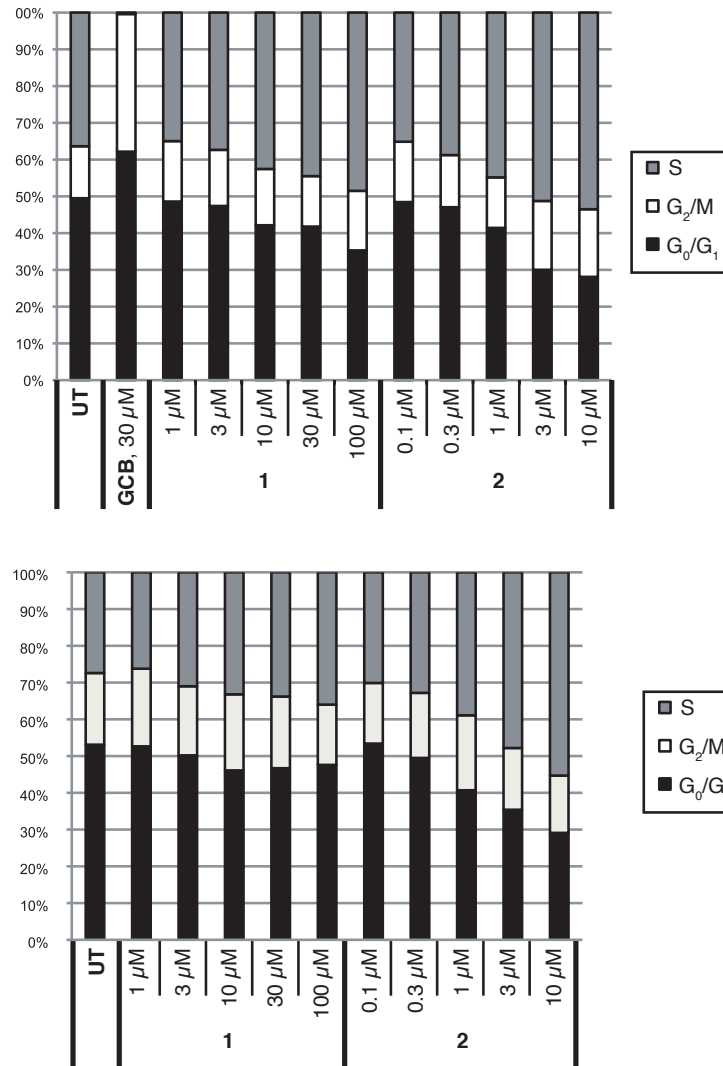 00%
90%
80%
70%
60%
50%
40%
30%
20%
10%
0%
S
G₂/M
G₀/G₁
UT
GCB, 30 µM
1 µM
3 µM
10 µM
30 µM
100 µM
0.1 µM
0.3 µM
1 µM
3 µM
10 µM
1
2
100%
90%
80%
70%
60%
50%
40%
30%
20%
10%
0%
S
G₂/M
G₀/G
UT
1 µM
3 µM
10 µM
30 µM
100 µM
0.1 µM
0.3 µM
1 µM
3 µM
10 µM
1
2